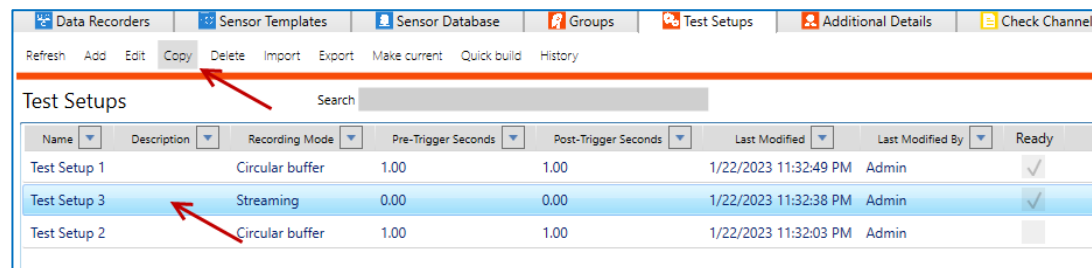 Data Recorders Sensor Templates Sensor Database Groups Test Setups Additional Details Check Channel
Refresh Add Edit Copy Delete Import Export Make current Quick build History
Test Setups Search
Name Description Recording Mode Pre-Trigger Seconds Post-Trigger Seconds Last Modified Last Modified By Ready
Test Setup 1 Circular buffer 1.00 1.00 1/22/2023 11:32:49 PM Admin
Test Setup 3 Streaming 0.00 0.00 1/22/2023 11:32:38 PM Admin
Test Setup 2 Circular buffer 1.00 1.00 1/22/2023 11:32:03 PM Admin